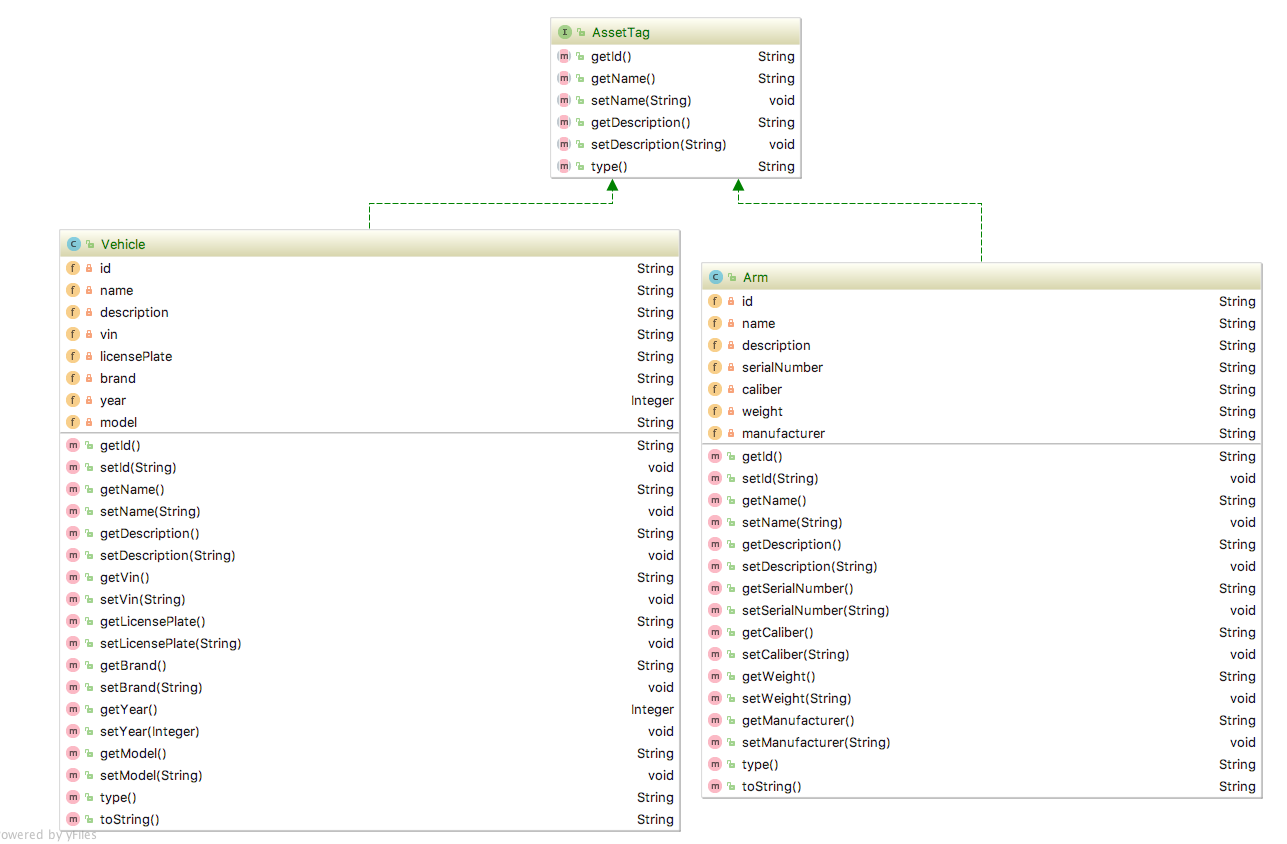 I AssetTag
m getId() String
m getName() String
m setName(String) void
m getDescription() String
m setDescription(String) void
m type() String
C Vehicle
f id String
f name String
f description String
f vin String
f licensePlate String
f brand String
f year Integer
f model String
m getId() String
m setId(String) void
m getName() String
m setName(String) void
m getDescription() String
m setDescription(String) void
m getVin() String
m setVin(String) void
m getLicensePlate() String
m setLicensePlate(String) void
m getBrand() String
m setBrand(String) void
m getYear() Integer
m setYear(Integer) void
m getModel() String
m setModel(String) void
m type() String
m toString() String
C Arm
f id String
f name String
f description String
f serialNumber String
f caliber String
f weight String
f manufacturer String
m getId() String
m setId(String) void
m getName() String
m setName(String) void
m getDescription() String
m setDescription(String) void
m getSerialNumber() String
m setSerialNumber(String) void
m getCaliber() String
m setCaliber(String) void
m getWeight() String
m setWeight(String) void
m getManufacturer() String
m setManufacturer(String) void
m type() String
m toString() String
owered by yFiles